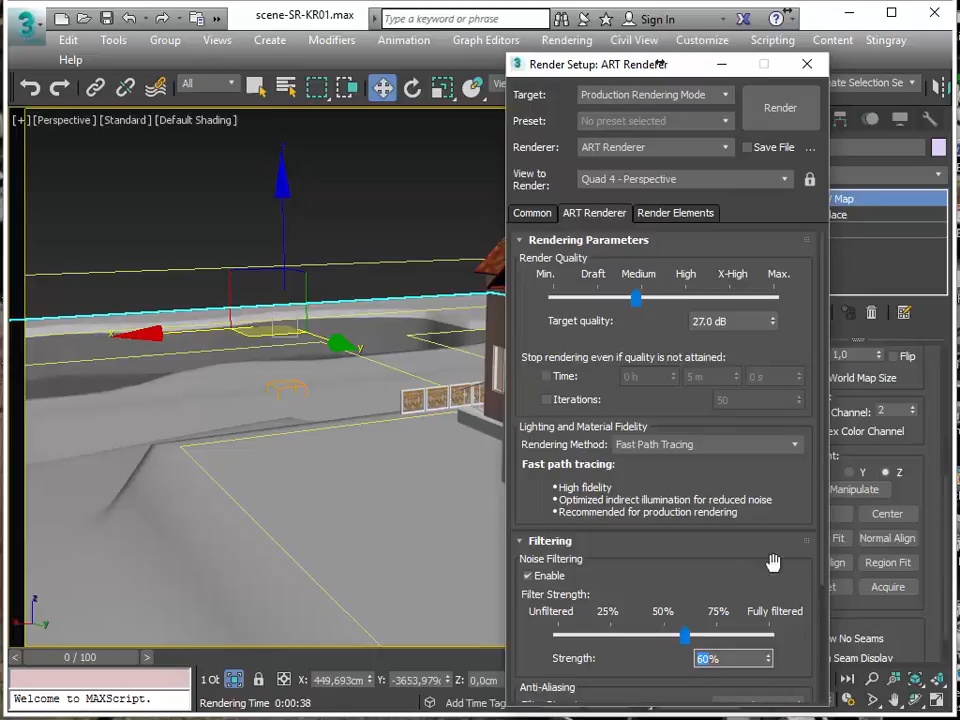 scene-SR-KR01.max
Type a keyword or phrase
Sign In
Edit Tools Group Views Create Modifiers Animation Graph Editors Rendering Civil View Customize Scripting Content Stingray
Help
All
Create Selection Se
[+] [Perspective] [Standard] [Default Shading]
Render Setup: ART Renderer
Target: Production Rendering Mode
Render
Preset: No preset selected
Renderer: ART Renderer
Save File ...
View to Render: Quad 4 - Perspective
Common ART Renderer Render Elements
Rendering Parameters
Render Quality
Min. Draft Medium High X-High Max.
Target quality: 27.0 dB
Stop rendering even if quality is not attained:
Time: 0 h 5 m 0 s
Iterations: 50
Lighting and Material Fidelity
Rendering Method: Fast Path Tracing
Fast path tracing:
• High fidelity
• Optimized indirect illumination for reduced noise
• Recommended for production rendering
Filtering
Noise Filtering
Enable
Filter Strength:
Unfiltered 25% 50% 75% Fully filtered
Strength: 60%
Anti-Aliasing
Map
1,0 Flip
World Map Size
Channel: 2
ex Color Channel
Y Z
Manipulate
Center
Fit Normal Align
Region Fit
Acquire
No Seams
Seam Display
0 / 100
Welcome to MAXScript.
X: 449,693cm Y: -3653,979c Z: 0,0cm
Rendering Time 0:00:38
Add Time Tag
x
y
z
y